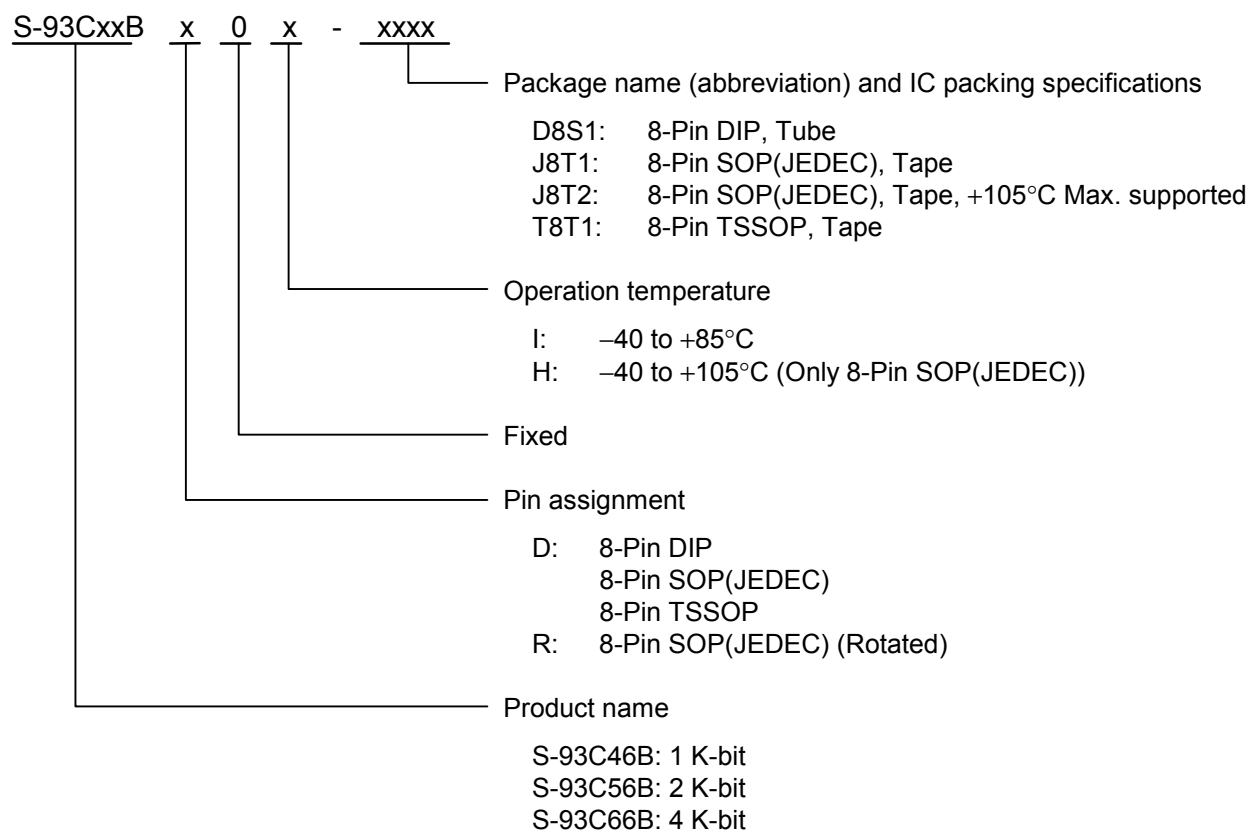 S-93CxxB x 0 x - xxxx
Package name (abbreviation) and IC packing specifications
D8S1: 8-Pin DIP, Tube
J8T1: 8-Pin SOP(JEDEC), Tape
J8T2: 8-Pin SOP(JEDEC), Tape, +105°C Max. supported
T8T1: 8-Pin TSSOP, Tape
Operation temperature
I: −40 to +85°C
H: −40 to +105°C (Only 8-Pin SOP(JEDEC))
Fixed
Pin assignment
D: 8-Pin DIP
8-Pin SOP(JEDEC)
8-Pin TSSOP
R: 8-Pin SOP(JEDEC) (Rotated)
Product name
S-93C46B: 1 K-bit
S-93C56B: 2 K-bit
S-93C66B: 4 K-bit